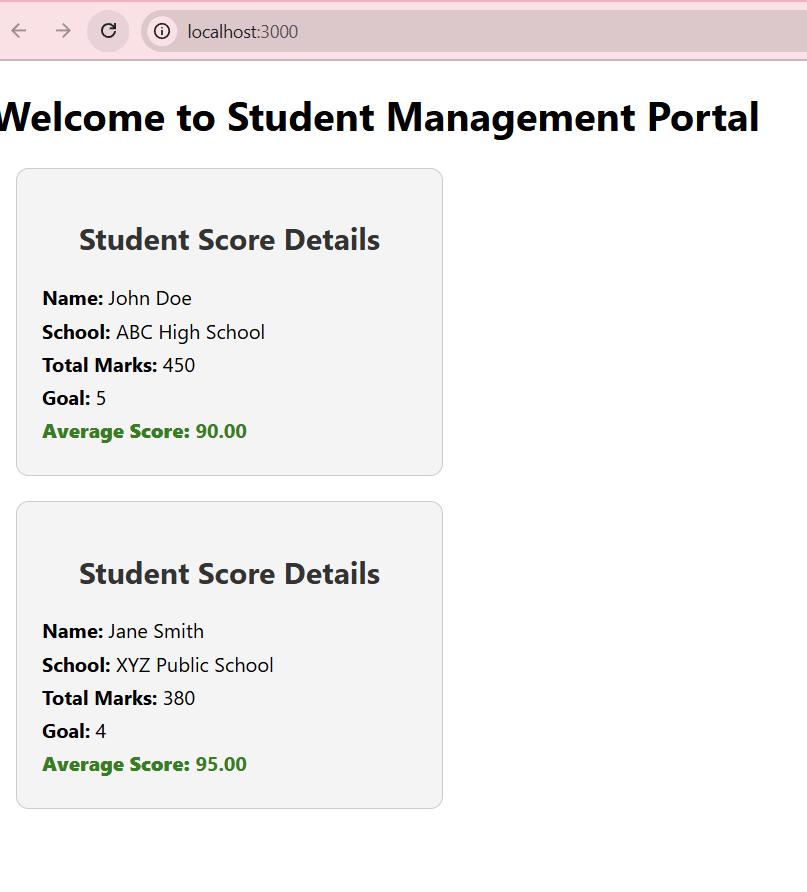 localhost:3000
Welcome to Student Management Portal
Student Score Details
Name: John Doe
School: ABC High School
Total Marks: 450
Goal: 5
Average Score: 90.00
Student Score Details
Name: Jane Smith
School: XYZ Public School
Total Marks: 380
Goal: 4
Average Score: 95.00